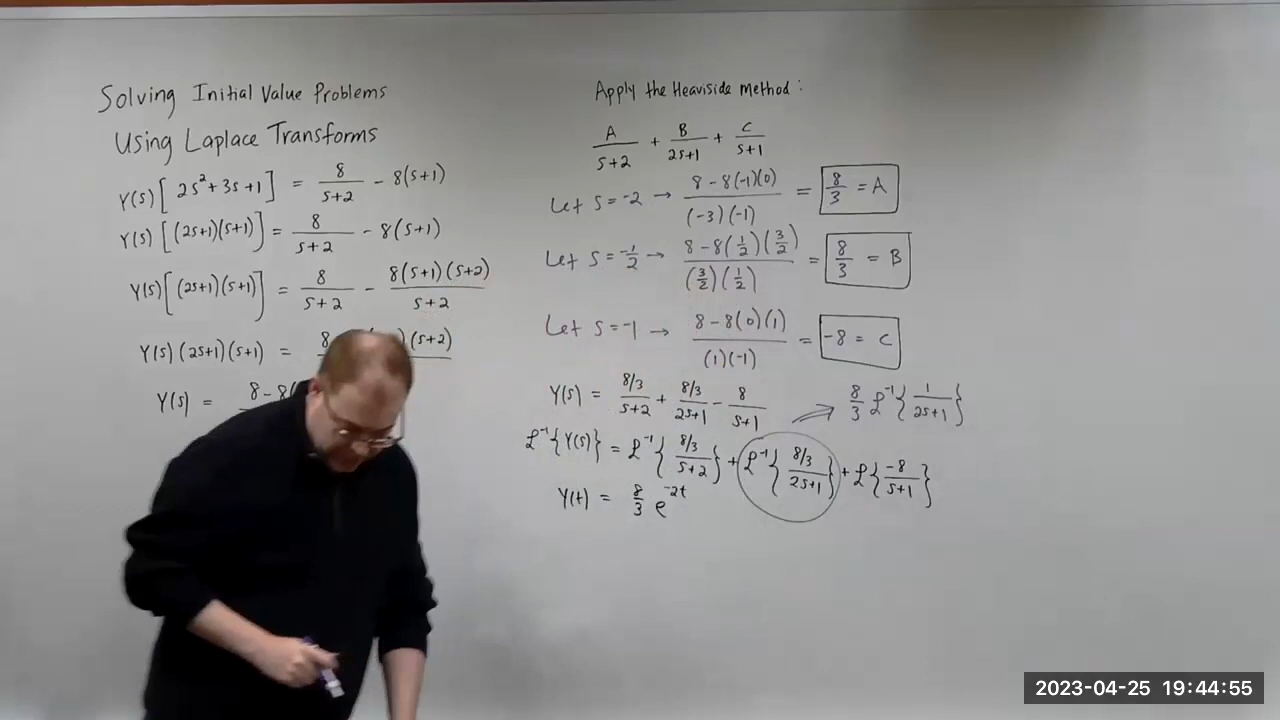 Solving Initial Value Problems
Using Laplace Transforms
Y(s) [ 2s² + 3s + 1 ] = 8/(s+2) - 8(s+1)
Y(s) [(2s+1)(s+1)] = 8/(s+2) - 8(s+1)
Y(s) [(2s+1)(s+1)] = 8/(s+2) - 8(s+1)(s+2)/(s+2)
Y(s) (2s+1)(s+1) = 8 )(s+2)
Y(s) = 8-8(
Apply the Heaviside method:
A/(s+2) + B/(2s+1) + C/(s+1)
Let s=-2 → (8-8(-1)(0))/((-3)(-1)) = 8/3 = A
Let s=-1/2 → (8-8(1/2)(3/2))/((3/2)(1/2)) = 8/3 = B
Let s=-1 → (8-8(0)(1))/((1)(-1)) = -8 = C
Y(s) = (8/3)/(s+2) + (8/3)/(2s+1) - 8/(s+1)
8/3 ℒ⁻¹{1/(2s+1)}
ℒ⁻¹{Y(s)} = ℒ⁻¹{(8/3)/(s+2)} + ℒ⁻¹{(8/3)/(2s+1)} + ℒ{-8/(s+1)}
Y(t) = 8/3 e^(-2t)
2023-04-25 19:44:55